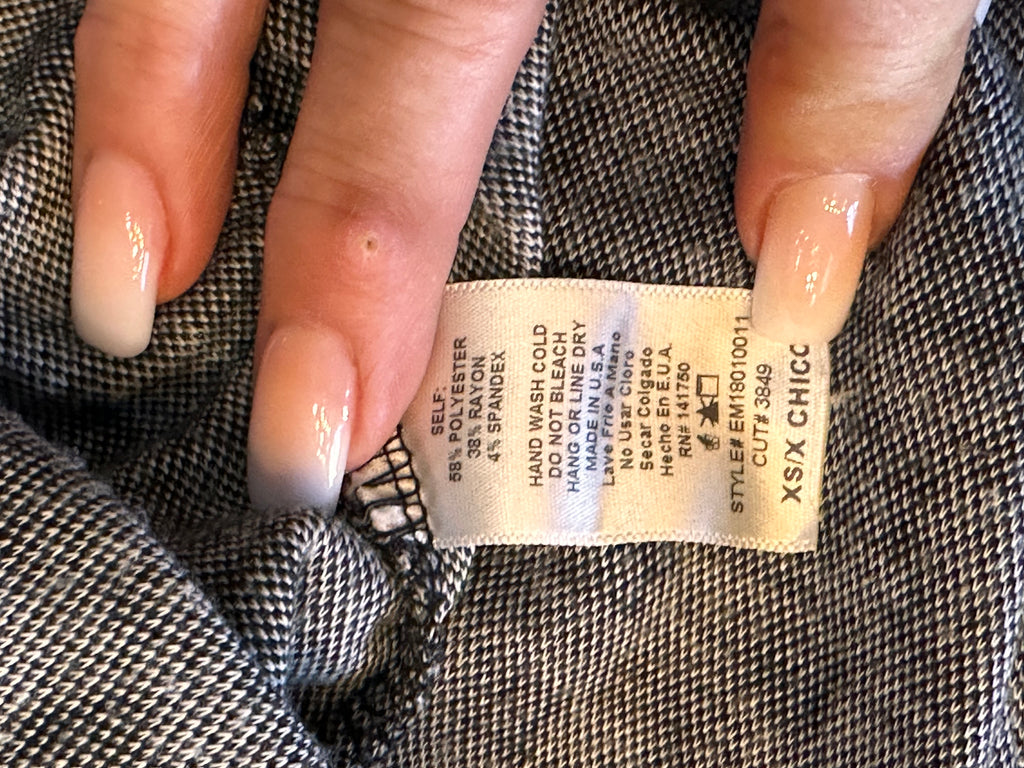 SELF:
58% POLYESTER
38% RAYON
4% SPANDEX
HAND WASH COLD
DO NOT BLEACH
HANG OR LINE DRY
MADE IN U.S.A
Lave Frio A Mano
No Usar Cloro
Secar Colgado
Hecho En E.U.A.
RN# 141750
STYLE# EM18010011
CUT# 3849
XS/X CHICO